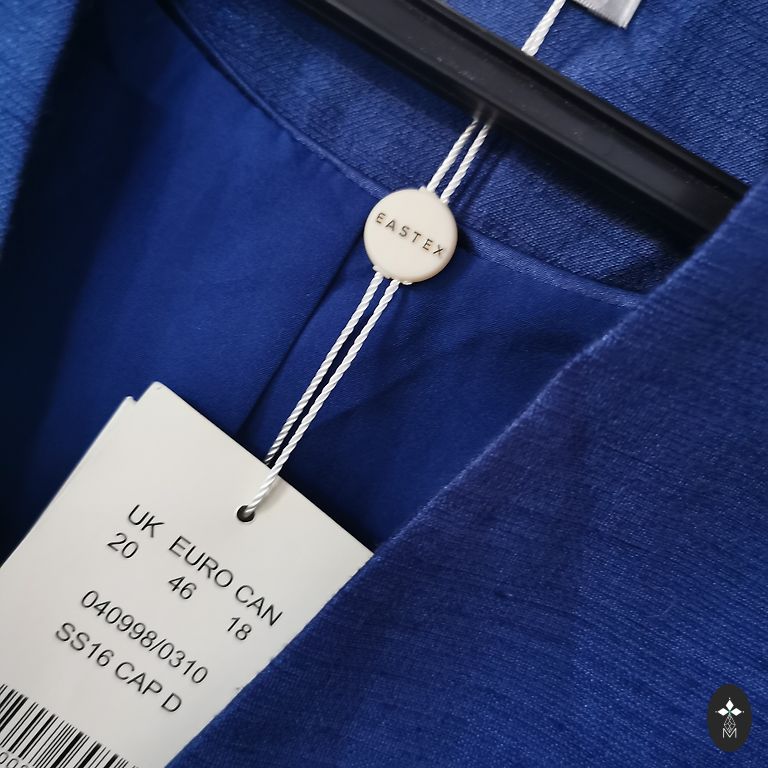 EASTEX
UK EURO CAN
20 46 18
040998/0310
SS16 CAP D
M